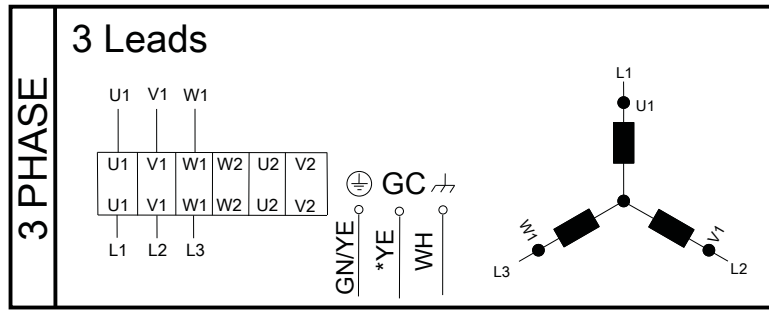 3 PHASE
3 Leads
U1 V1 W1
U1 V1 W1 W2 U2 V2
U1 V1 W1 W2 U2 V2
L1 L2 L3
GC
GN/YE
*YE
WH
L1
U1
W1
V1
L3
L2